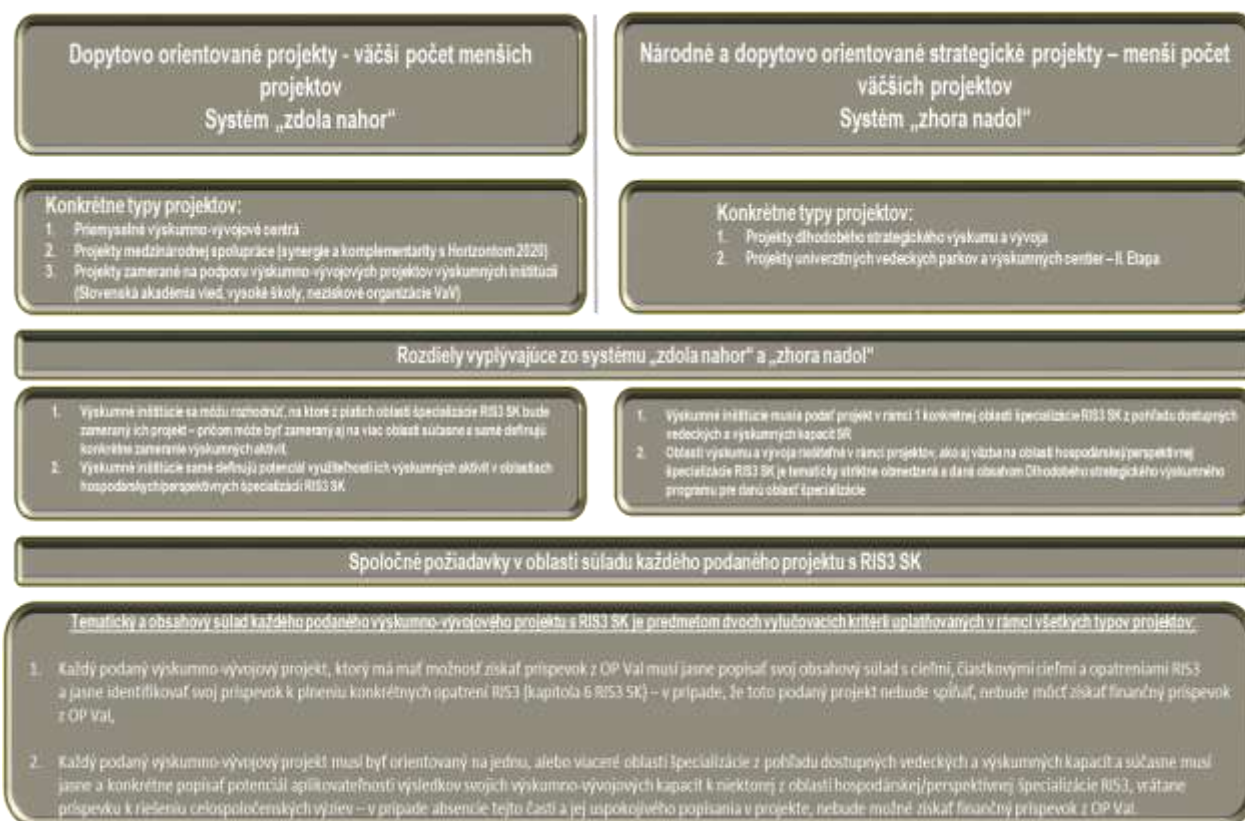 Dopytovo orientované projekty - väčší počet menších
projektov
Systém „zdola nahor“
Národné a dopytovo orientované strategické projekty – menší počet
väčších projektov
Systém „zhora nadol“
Konkrétne typy projektov:
1. Priemyselné výskumno-vývojové centrá
2. Projekty medzinárodnej spolupráce (synergie a komplementarity s Horizontom 2020)
3. Projekty zamerané na podporu výskumno-vývojových projektov výskumných inštitúcií
(Slovenská akadémia vied, vysoké školy, neziskové organizácie VaV)
Konkrétne typy projektov:
1. Projekty dlhodobého strategického výskumu a vývoja
2. Projekty univerzitných vedeckých parkov a výskumných centier – II. Etapa
Rozdiely vyplývajúce zo systému „zdola nahor“ a „zhora nadol“
1. Výskumné inštitúcie sa môžu rozhodnúť, na ktoré z piatich oblastí špecializácie RIS3 SK bude
zameraný ich projekt – pričom môže byť zameraný aj na viac oblastí súčasne a samé definujú
konkrétne zameranie výskumných aktivít.
2. Výskumné inštitúcie samé definujú potenciál využiteľnosti ich výskumných aktivít v oblastiach
hospodárskych/perspektívnych špecializácií RIS3 SK
1. Výskumné inštitúcie musia podať projekt v rámci 1 konkrétnej oblasti špecializácie RIS3 SK z pohľadu dostupných
vedeckých a výskumných kapacít SR
2. Oblasti výskumu a vývoja riešiteľné v rámci projektov, ako aj väzba na oblasti hospodárskej/perspektívnej
špecializácie RIS3 SK je tematicky striktne obmedzená a daná obsahom Dlhodobého strategického výskumného
programu pre danú oblasť špecializácie
Spoločné požiadavky v oblasti súladu každého podaného projektu s RIS3 SK
Tematický a obsahový súlad každého podaného výskumno-vývojového projektu s RIS3 SK je predmetom dvoch vylučovacích kritérií uplatňovaných v rámci všetkých typov projektov:
1. Každý podaný výskumno-vývojový projekt, ktorý má mať možnosť získať príspevok z OP VaI musí jasne popísať svoj obsahový súlad s cieľmi, čiastkovými cieľmi a opatreniami RIS3
a jasne identifikovať svoj príspevok k plneniu konkrétnych opatrení RIS3 (kapitola 6 RIS3 SK) – v prípade, že toto podaný projekt nebude spĺňať, nebude môcť získať finančný príspevok
z OP VaI,
2. Každý podaný výskumno-vývojový projekt musí byť orientovaný na jednu, alebo viaceré oblasti špecializácie z pohľadu dostupných vedeckých a výskumných kapacít a súčasne musí
jasne a konkrétne popísať potenciál aplikovateľnosti výsledkov svojich výskumno-vývojových kapacít k niektorej z oblastí hospodárskej/perspektívnej špecializácie RIS3, vrátane
príspevku k riešeniu celospoločenských výziev – v prípade absencie tejto časti a jej uspokojivého popísania v projekte, nebude možné získať finančný príspevok z OP VaI.